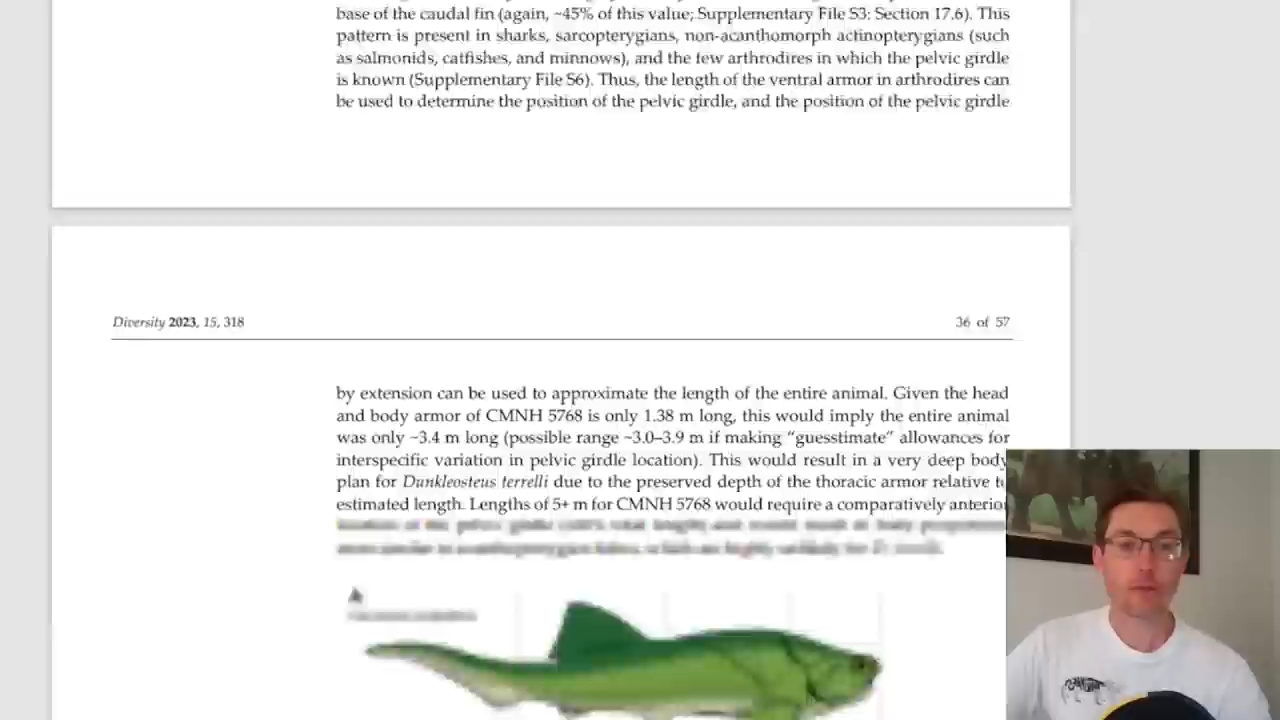 base of the caudal fin (again, ~45% of this value; Supplementary File S3: Section 17.6). This
pattern is present in sharks, sarcopterygians, non-acanthomorph actinopterygians (such
as salmonids, catfishes, and minnows), and the few arthrodires in which the pelvic girdle
is known (Supplementary File S6). Thus, the length of the ventral armor in arthrodires can
be used to determine the position of the pelvic girdle, and the position of the pelvic girdle
Diversity 2023, 15, 318
36 of 57
by extension can be used to approximate the length of the entire animal. Given the head
and body armor of CMNH 5768 is only 1.38 m long, this would imply the entire animal
was only ~3.4 m long (possible range ~3.0–3.9 m if making “guesstimate” allowances for
interspecific variation in pelvic girdle location). This would result in a very deep body
plan for Dunkleosteus terrelli due to the preserved depth of the thoracic armor relative
estimated length. Lengths of 5+ m for CMNH 5768 would require a comparatively anterior
A